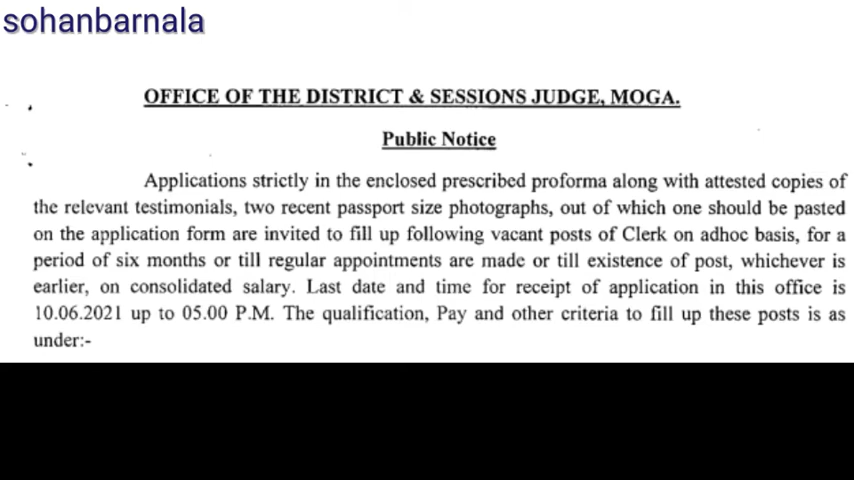 sohanbarnala
OFFICE OF THE DISTRICT & SESSIONS JUDGE, MOGA.
Public Notice
Applications strictly in the enclosed prescribed proforma along with attested copies of
the relevant testimonials, two recent passport size photographs, out of which one should be pasted
on the application form are invited to fill up following vacant posts of Clerk on adhoc basis, for a
period of six months or till regular appointments are made or till existence of post, whichever is
earlier, on consolidated salary. Last date and time for receipt of application in this office is
10.06.2021 up to 05.00 P.M. The qualification, Pay and other criteria to fill up these posts is as
under:-